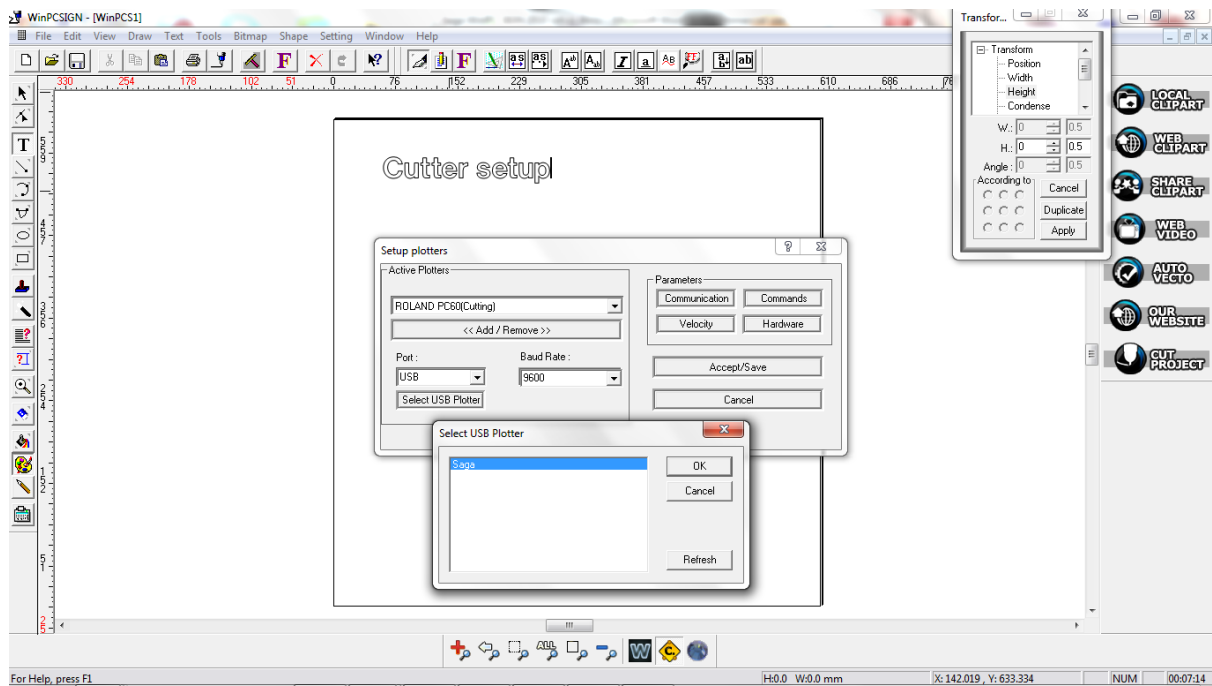 WinPCSIGN - [WinPCS1]
File Edit View Draw Text Tools Bitmap Shape Setting Window Help
330 254 178 102 51 0 76 152 229 305 381 457 533 610 686
Transfor...
Transform
Position
Width
Height
Condense
W.: 0 0.5
H.: 0 0.5
Angle : 0 0.5
According to
Cancel
Duplicate
Apply
LOCAL
CLIPART
WEB
CLIPART
SHARE
CLIPART
WEB
VIDEO
AUTO
VECTO
OUR
WEBSITE
CUT
PROJECT
Cutter setup
Setup plotters
Active Plotters
ROLAND PC60(Cutting)
<< Add / Remove >>
Port :
Baud Rate :
USB
9600
Select USB Plotter
Parameters
Communication
Commands
Velocity
Hardware
Accept/Save
Cancel
Select USB Plotter
Saga
OK
Cancel
Refresh
ALL
W
C.
For Help, press F1
H:0.0 W:0.0 mm
X: 142.019 , Y: 633.334
NUM
00:07:14